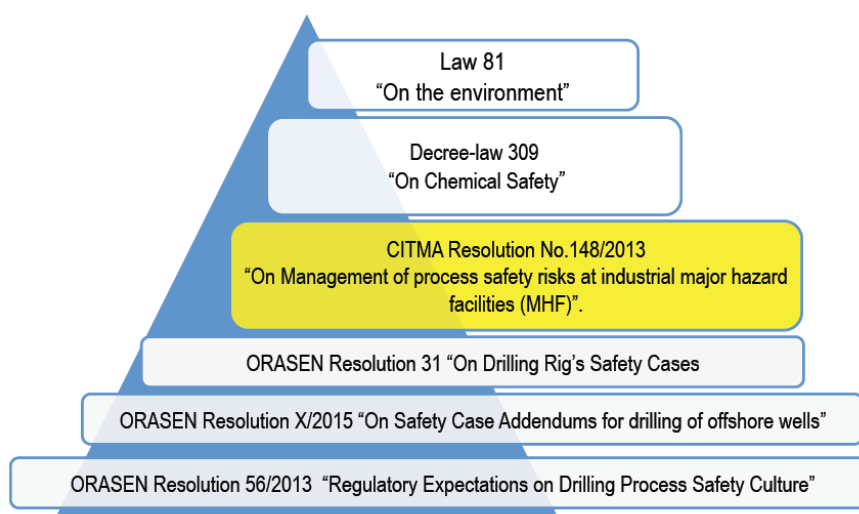 Law 81
“On the environment”
Decree-law 309
“On Chemical Safety”
CITMA Resolution No.148/2013
“On Management of process safety risks at industrial major hazard
facilities (MHF)”.
ORASEN Resolution 31 “On Drilling Rig’s Safety Cases
ORASEN Resolution X/2015 “On Safety Case Addendums for drilling of offshore wells”
ORASEN Resolution 56/2013 “Regulatory Expectations on Drilling Process Safety Culture”